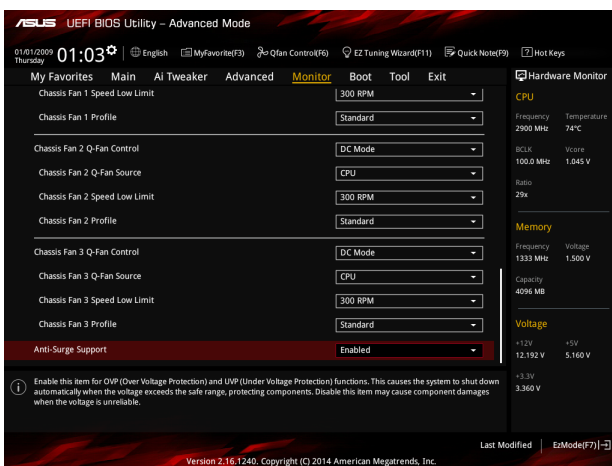 ASUS UEFI BIOS Utility – Advanced Mode
01/01/2009 Thursday 01:03 English MyFavorite(F3) Qfan Control(F6) EZ Tuning Wizard(F11) Quick Note(F9) ? Hot Keys
My Favorites Main Ai Tweaker Advanced Monitor Boot Tool Exit
Chassis Fan 1 Speed Low Limit 300 RPM
Chassis Fan 1 Profile Standard
Chassis Fan 2 Q-Fan Control DC Mode
Chassis Fan 2 Q-Fan Source CPU
Chassis Fan 2 Speed Low Limit 300 RPM
Chassis Fan 2 Profile Standard
Chassis Fan 3 Q-Fan Control DC Mode
Chassis Fan 3 Q-Fan Source CPU
Chassis Fan 3 Speed Low Limit 300 RPM
Chassis Fan 3 Profile Standard
Anti-Surge Support Enabled
Enable this item for OVP (Over Voltage Protection) and UVP (Under Voltage Protection) functions. This causes the system to shut down
automatically when the voltage exceeds the safe range, protecting components. Disable this item may cause component damages
when the voltage is unreliable.
Hardware Monitor
CPU
Frequency Temperature
2900 MHz 74°C
BCLK Vcore
100.0 MHz 1.045 V
Ratio
29x
Memory
Frequency Voltage
1333 MHz 1.500 V
Capacity
4096 MB
Voltage
+12V +5V
12.192 V 5.160 V
+3.3V
3.360 V
Last Modified EzMode(F7)
Version 2.16.1240. Copyright (C) 2014 American Megatrends, Inc.